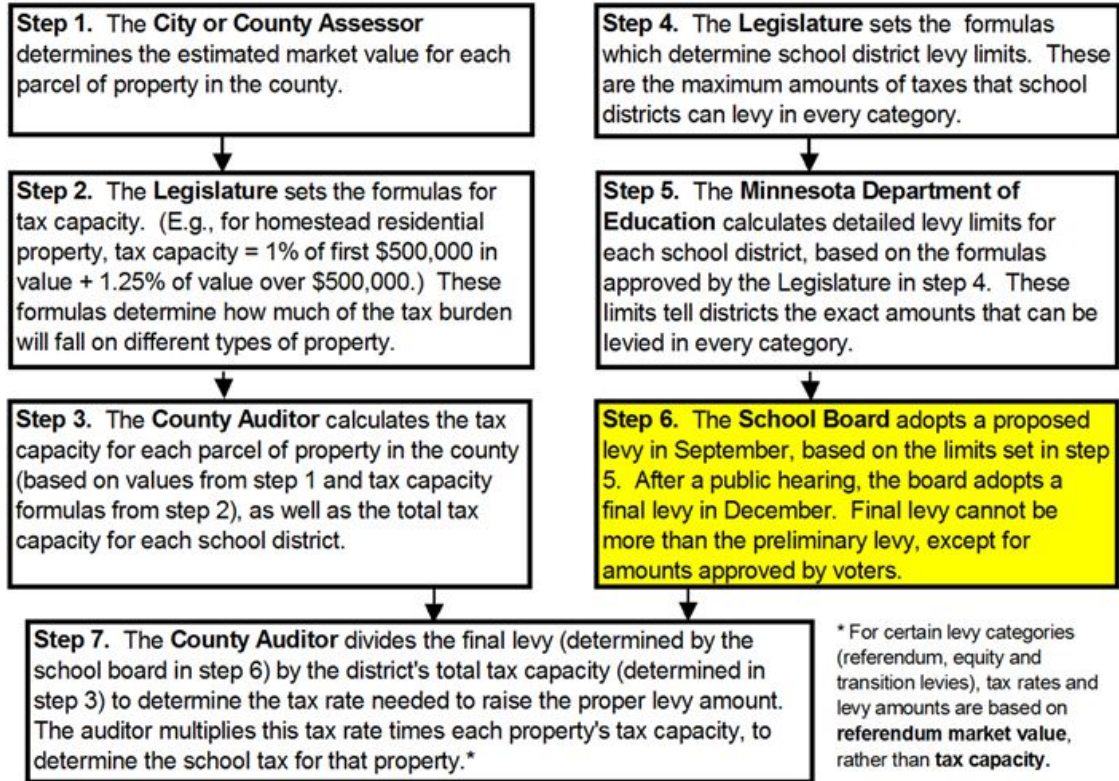 Step 1. The City or County Assessor
determines the estimated market value for each
parcel of property in the county.
Step 2. The Legislature sets the formulas for
tax capacity. (E.g., for homestead residential
property, tax capacity = 1% of first $500,000 in
value + 1.25% of value over $500,000.) These
formulas determine how much of the tax burden
will fall on different types of property.
Step 3. The County Auditor calculates the tax
capacity for each parcel of property in the county
(based on values from step 1 and tax capacity
formulas from step 2), as well as the total tax
capacity for each school district.
Step 4. The Legislature sets the formulas
which determine school district levy limits. These
are the maximum amounts of taxes that school
districts can levy in every category.
Step 5. The Minnesota Department of
Education calculates detailed levy limits for
each school district, based on the formulas
approved by the Legislature in step 4. These
limits tell districts the exact amounts that can be
levied in every category.
Step 6. The School Board adopts a proposed
levy in September, based on the limits set in step
5. After a public hearing, the board adopts a
final levy in December. Final levy cannot be
more than the preliminary levy, except for
amounts approved by voters.
Step 7. The County Auditor divides the final levy (determined by the
school board in step 6) by the district's total tax capacity (determined in
step 3) to determine the tax rate needed to raise the proper levy amount.
The auditor multiplies this tax rate times each property's tax capacity, to
determine the school tax for that property.*
* For certain levy categories
(referendum, equity and
transition levies), tax rates and
levy amounts are based on
referendum market value,
rather than tax capacity.